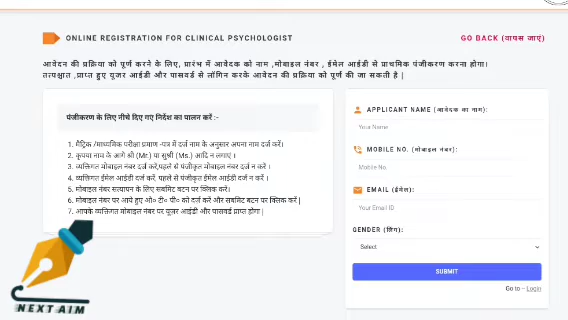 ONLINE REGISTRATION FOR CLINICAL PSYCHOLOGIST
GO BACK (वापस जाएं)
आवेदन की प्रक्रिया को पूर्ण करने के लिए, प्रारंभ में आवेदक को नाम ,मोबाइल नंबर , ईमेल आईडी से प्राथमिक पंजीकरण करना होगा।
तत्पश्चात ,प्राप्त हुए यूजर आईडी और पासवर्ड से लॉगिन करके आवेदन की प्रक्रिया को पूर्ण की जा सकती है |
पंजीकरण के लिए नीचे दिए गए निर्देश का पालन करें :-
1. मैट्रिक /माध्यमिक परीक्षा प्रमाण -पत्र में दर्ज नाम के अनुसार अपना नाम दर्ज करें।
2. कृपया नाम के आगे श्री (Mr.) या सुश्री (Ms.) आदि न लगाएं ।
3. व्यक्तिगत मोबाइल नंबर दर्ज करें,पहले से पंजीकृत मोबाइल नंबर दर्ज न करें ।
4. व्यक्तिगत ईमेल आईडी दर्ज करें, पहले से पंजीकृत ईमेल आईडी दर्ज न करें ।
5. मोबाइल नंबर सत्यापन के लिए सबमिट बटन पर क्लिक करें।
6. मोबाइल नंबर पर आये हुए ओ० टी० पी० को दर्ज करें और सबमिट बटन पर क्लिक करें |
7. आपके व्यक्तिगत मोबाइल नंबर पर यूजर आईडी और पासवर्ड प्राप्त होगा |
APPLICANT NAME (आवेदक का नाम):
Your Name
MOBILE NO. (मोबाइल नंबर):
Mobile No.
EMAIL (ईमेल):
Your Email ID
GENDER (लिंग):
Select
SUBMIT
Go to -- Login
NEXT AIM